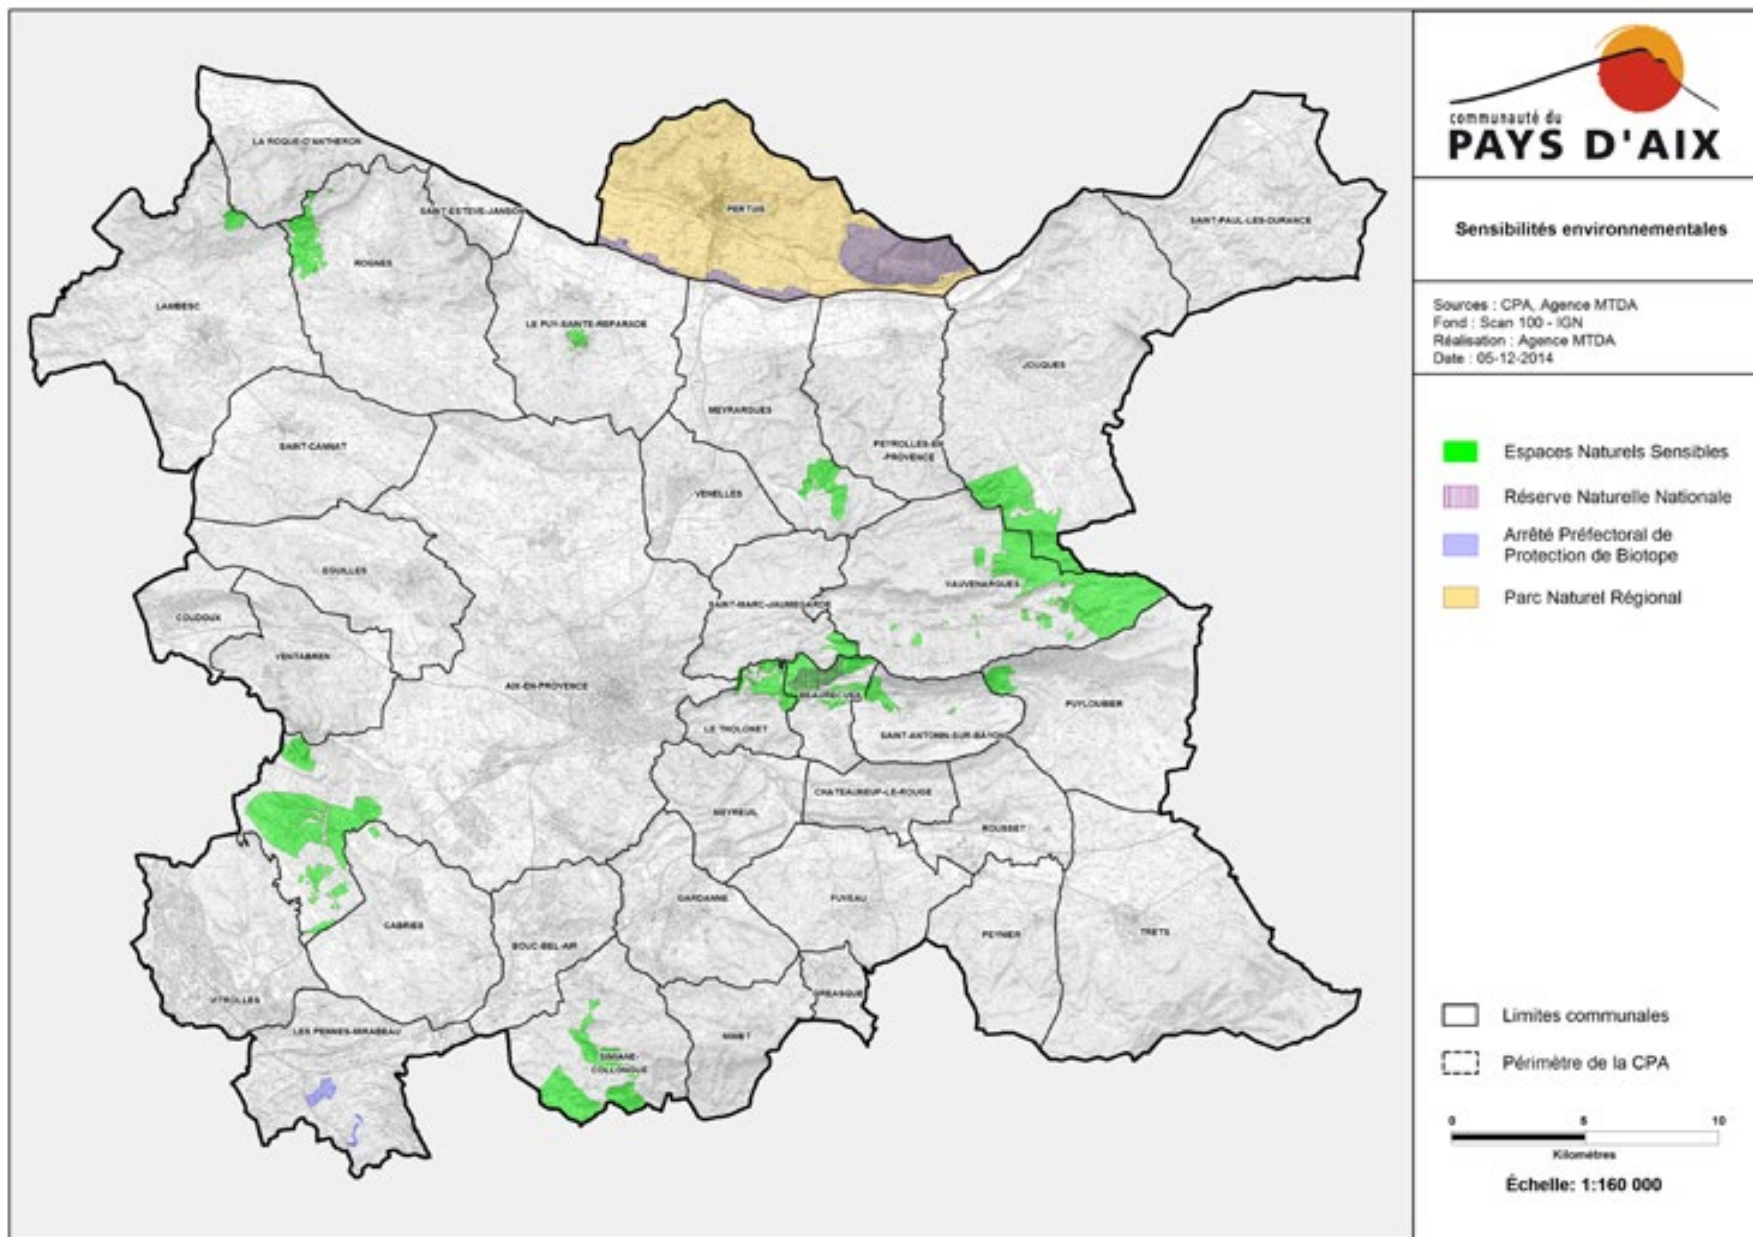 communauté du
PAYS D'AIX
Sensibilités environnementales
Sources : CPA, Agence MTDA
Fond : Scan 100 - IGN
Réalisation : Agence MTDA
Date : 05-12-2014
Espaces Naturels Sensibles
Réserve Naturelle Nationale
Arrêté Préfectoral de
Protection de Biotope
Parc Naturel Régional
Limites communales
Périmètre de la CPA
0 5 10
Kilomètres
Échelle: 1:160 000
LA ROQUE-D'ANTHERON
SAINT-ESTEVE-JANSON
PERTUIS
SAINT-PAUL-LES-DURANCE
ROGNES
LAMBESC
LE PUY-SAINTE-REPARADE
JOUQUES
MEYRARGUES
PEYROLLES-EN
-PROVENCE
SAINT-CANNAT
VENELLES
EGUILLES
VAUVENARGUES
SAINT-MARC-JAUMEGARDE
COUDOUX
VENTABREN
AIX-EN-PROVENCE
BEAURECUEIL
PUYLOUBIER
LE THOLONET
SAINT-ANTONIN-SUR-BAYON
CHATEAUNEUF-LE-ROUGE
MEYREUIL
ROUSSET
GARDANNE
FUVEAU
CABRIES
PEYNIER
TRETS
BOUC-BEL-AIR
GREASQUE
VITROLLES
LES PENNES-MIRABEAU
MIMET
SIMIANE-
COLLONGUE